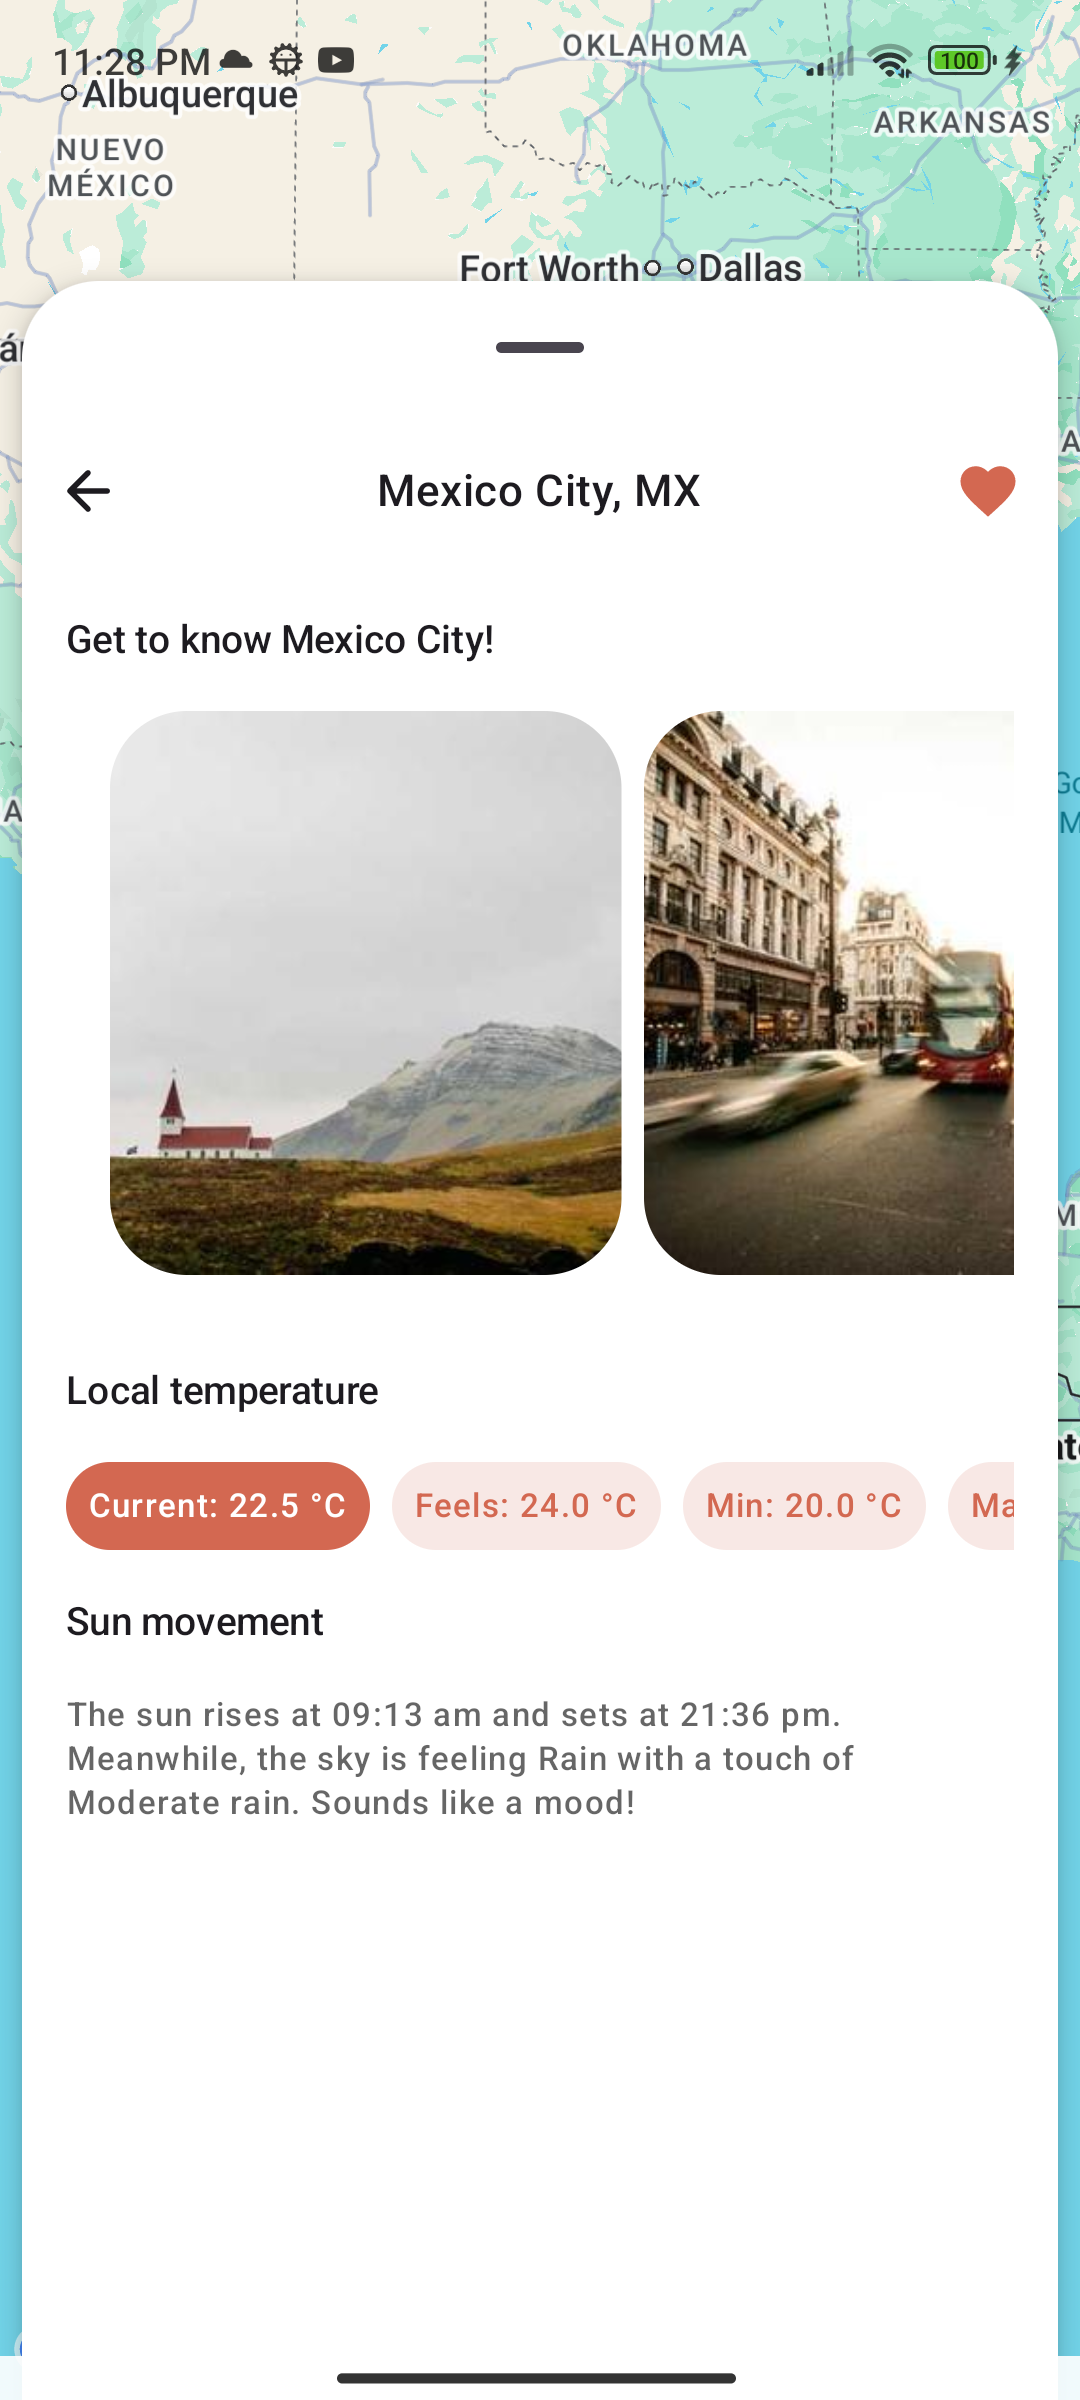 11:28 PM
100
OKLAHOMA
Albuquerque
ARKANSAS
NUEVO
MÉXICO
Fort Worth
Dallas
Mexico City, MX
Get to know Mexico City!
Local temperature
Current: 22.5 °C
Feels: 24.0 °C
Min: 20.0 °C
Ma
Sun movement
The sun rises at 09:13 am and sets at 21:36 pm.
Meanwhile, the sky is feeling Rain with a touch of
Moderate rain. Sounds like a mood!